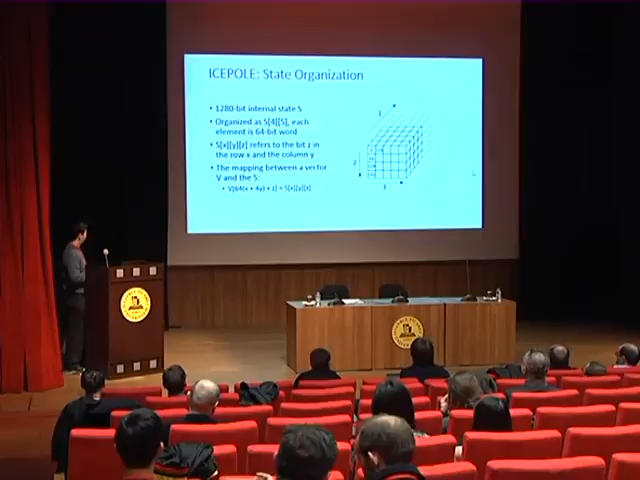 ICEPOLE: State Organization
• 1280-bit internal state S
• Organized as S[4][5], each
element is 64-bit word
• S[x][y][z] refers to the bit z in
the row x and the column y
• The mapping between a vector
V and the S:
• V[64(x + 4y) + z] = S[x][y][z]